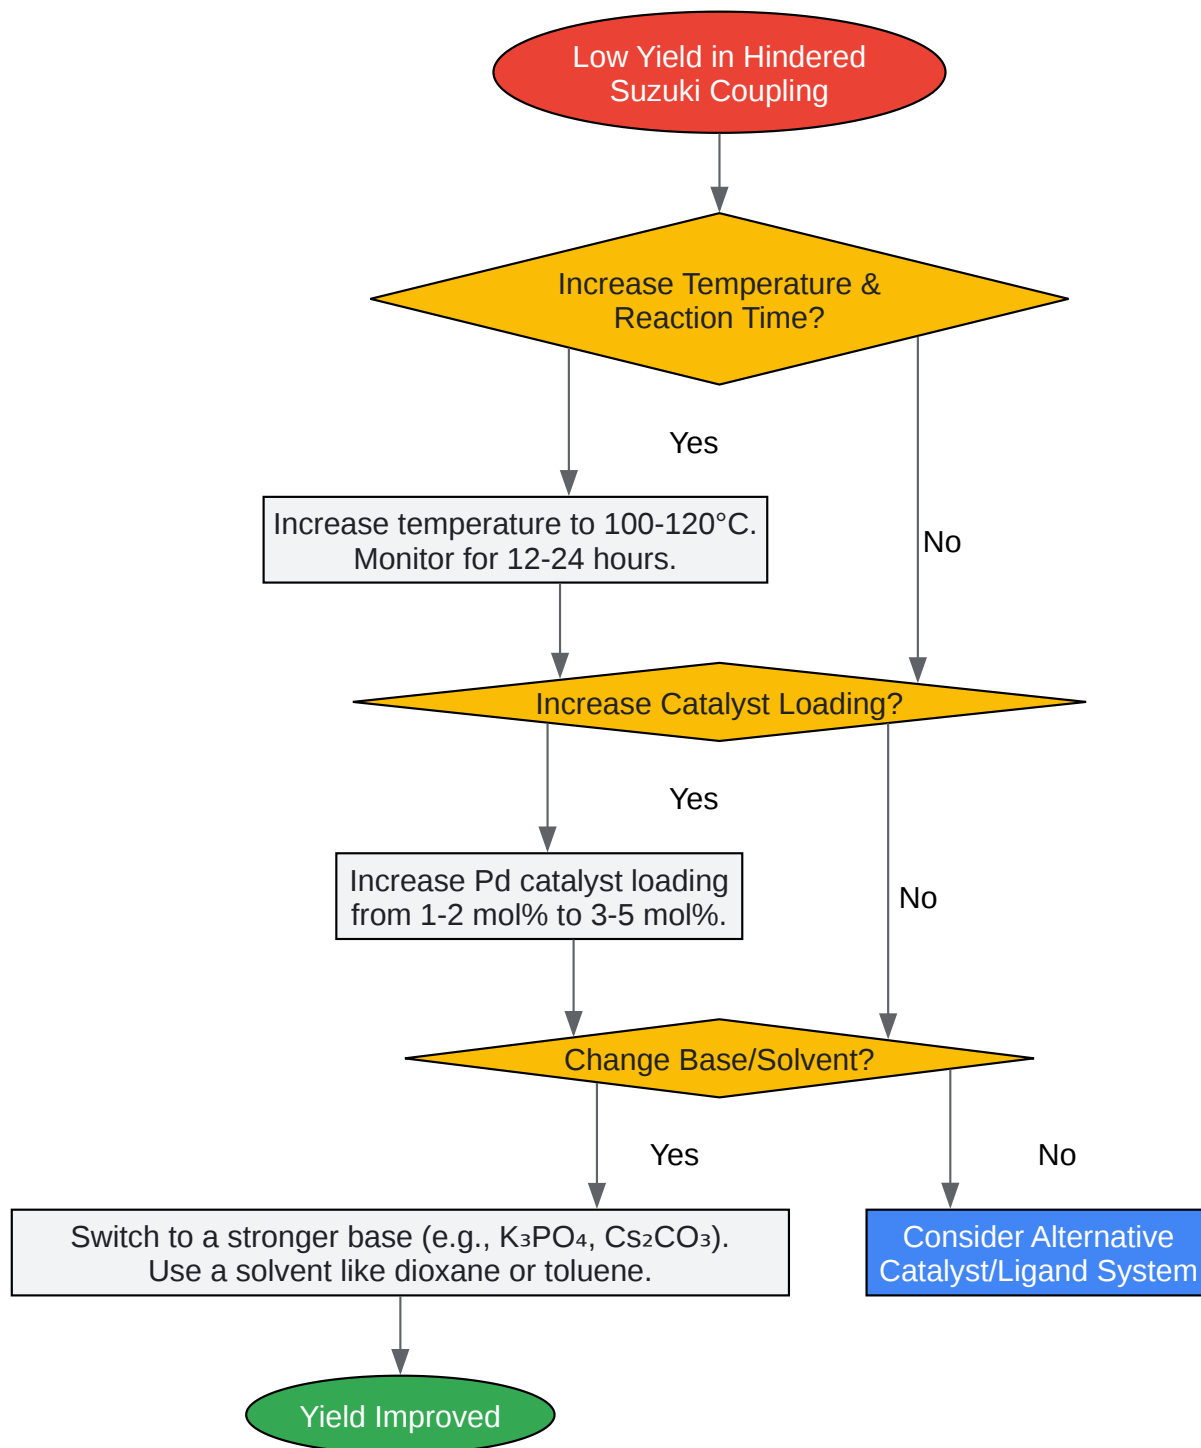 Low Yield in Hindered
Suzuki Coupling
Increase Temperature &
Reaction Time?
Yes
Increase temperature to 100-120°C.
Monitor for 12-24 hours.
No
Increase Catalyst Loading?
Yes
Increase Pd catalyst loading
from 1-2 mol% to 3-5 mol%.
No
Change Base/Solvent?
Yes
No
Switch to a stronger base (e.g., K₃PO₄, Cs₂CO₃).
Use a solvent like dioxane or toluene.
Consider Alternative
Catalyst/Ligand System
Yield Improved